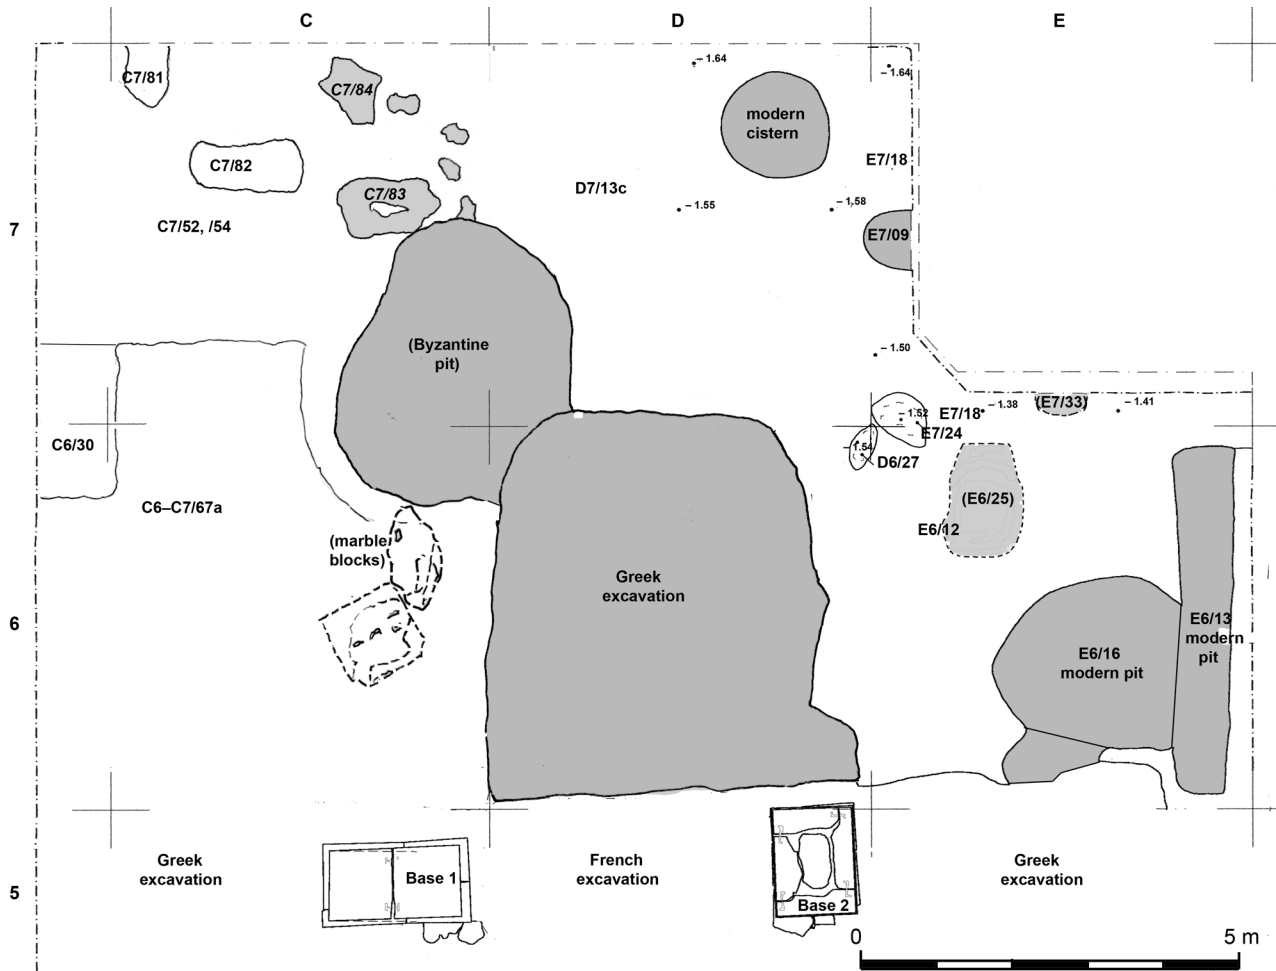 C
D
E
C7/81
C7/84
– 1.64
– 1.64
modern
cistern
C7/82
E7/18
C7/83
D7/13c
– 1.55
– 1.58
C7/52, /54
7
E7/09
(Byzantine
pit)
– 1.50
(E7/33)
– 1.38
– 1.41
– 1.52
E7/18
E7/24
C6/30
– 1.54
D6/27
C6–C7/67a
(E6/25)
E6/12
(marble
blocks)
Greek
excavation
6
E6/13
modern
pit
E6/16
modern pit
Greek
excavation
French
excavation
Greek
excavation
Base 1
5
Base 2
0
5 m